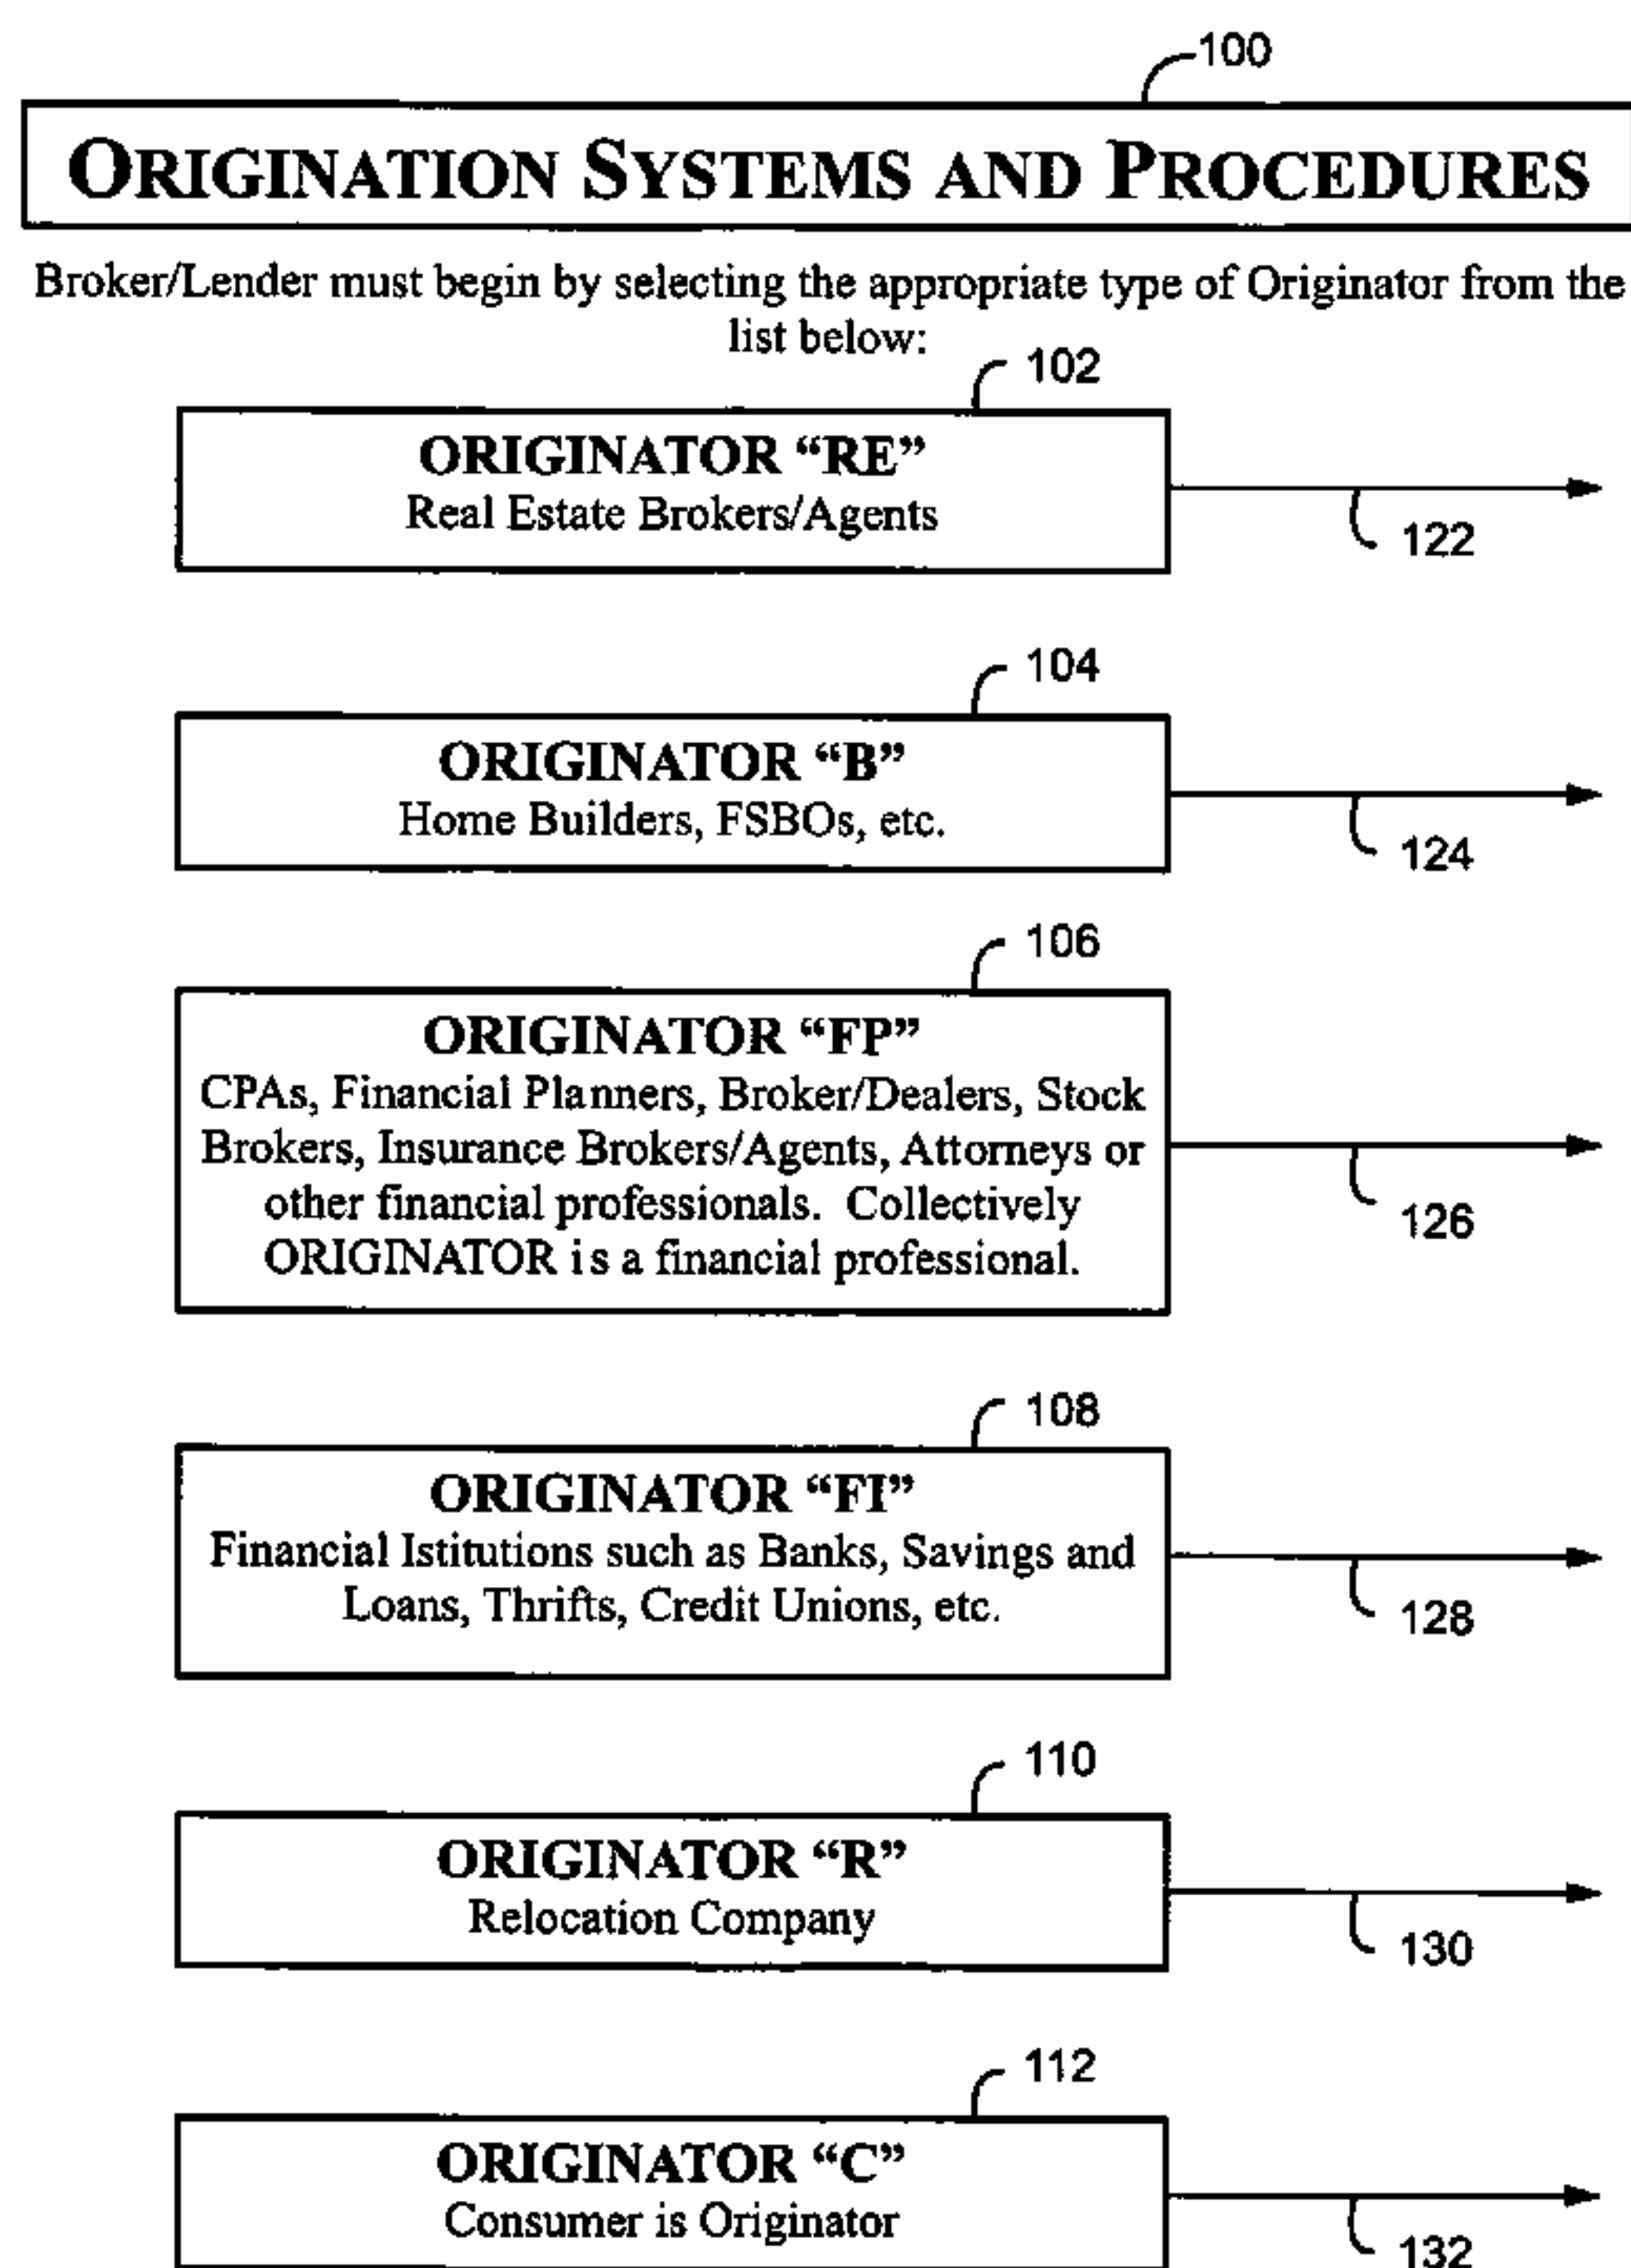 100
ORIGINATION SYSTEMS AND PROCEDURES
Broker/Lender must begin by selecting the appropriate type of Originator from the
list below:
102
ORIGINATOR “RE”
Real Estate Brokers/Agents
122
104
ORIGINATOR “B”
Home Builders, FSBOs, etc.
124
106
ORIGINATOR “FP”
CPAs, Financial Planners, Broker/Dealers, Stock
Brokers, Insurance Brokers/Agents, Attorneys or
other financial professionals. Collectively
ORIGINATOR is a financial professional.
126
108
ORIGINATOR “FI”
Financial Istitutions such as Banks, Savings and
Loans, Thrifts, Credit Unions, etc.
128
110
ORIGINATOR “R”
Relocation Company
130
112
ORIGINATOR “C”
Consumer is Originator
132